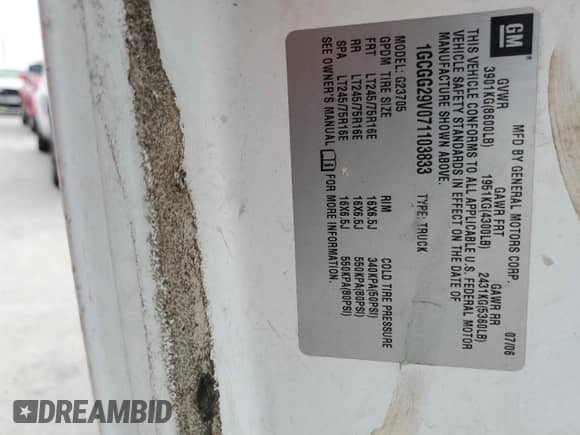 GM
®
MFD BY GENERAL MOTORS CORP. 07/06
GVWR GAWR FRT GAWR RR
3901KG(8600LB) 1951KG(4300LB) 2431KG(5360LB)
THIS VEHICLE CONFORMS TO ALL APPLICABLE U.S. FEDERAL MOTOR
VEHICLE SAFETY STANDARDS IN EFFECT ON THE DATE OF
MANUFACTURE SHOWN ABOVE.
1GCGG29V071103833 TYPE: TRUCK
MODEL: G23705
GPDM TIRE SIZE RIM COLD TIRE PRESSURE
FRT LT245/75R16E 16X6.5J 340KPA(50PSI)
RR LT245/75R16E 16X6.5J 550KPA(80PSI)
SPA LT245/75R16E 16X6.5J 550KPA(80PSI)
SEE OWNER'S MANUAL FOR MORE INFORMATION.
DREAMBID